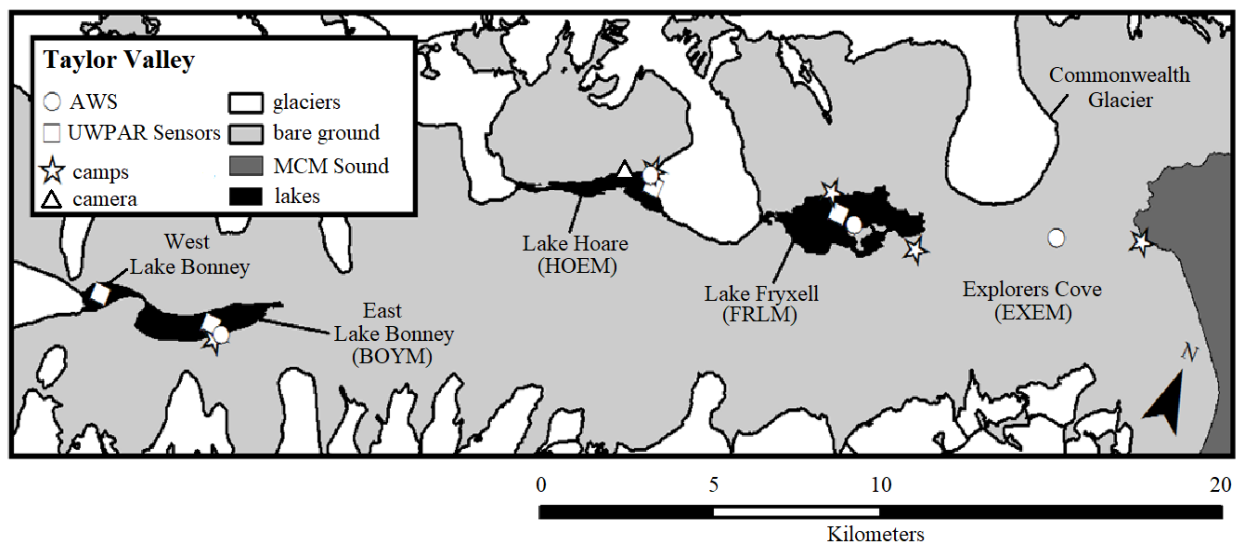 Taylor Valley
AWS
UWPAR Sensors
camps
camera
glaciers
bare ground
MCM Sound
lakes
Commonwealth
Glacier
West
Lake Bonney
East
Lake Bonney
(BOYM)
Lake Hoare
(HOEM)
Lake Fryxell
(FRLM)
Explorers Cove
(EXEM)
N
0 5 10 20
Kilometers